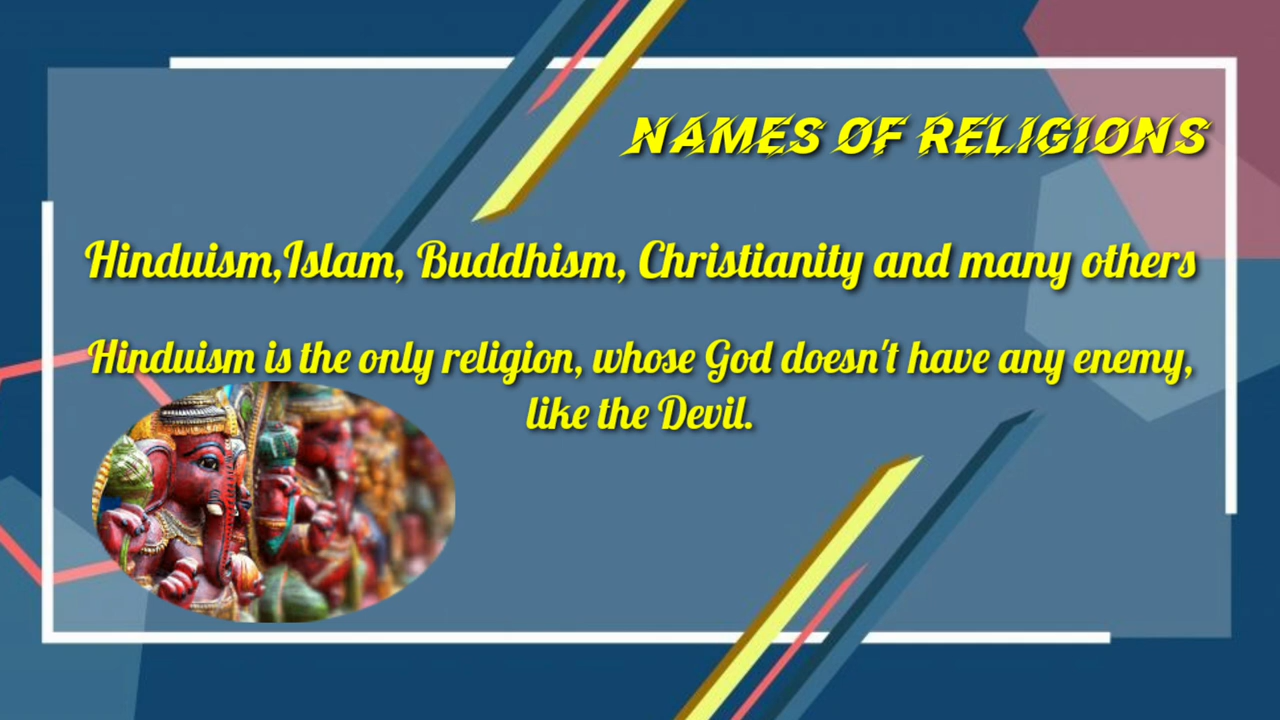 NAMES OF RELIGIONS
Hinduism,Islam, Buddhism, Christianity and many others
Hinduism is the only religion, whose God doesn't have any enemy,
like the Devil.